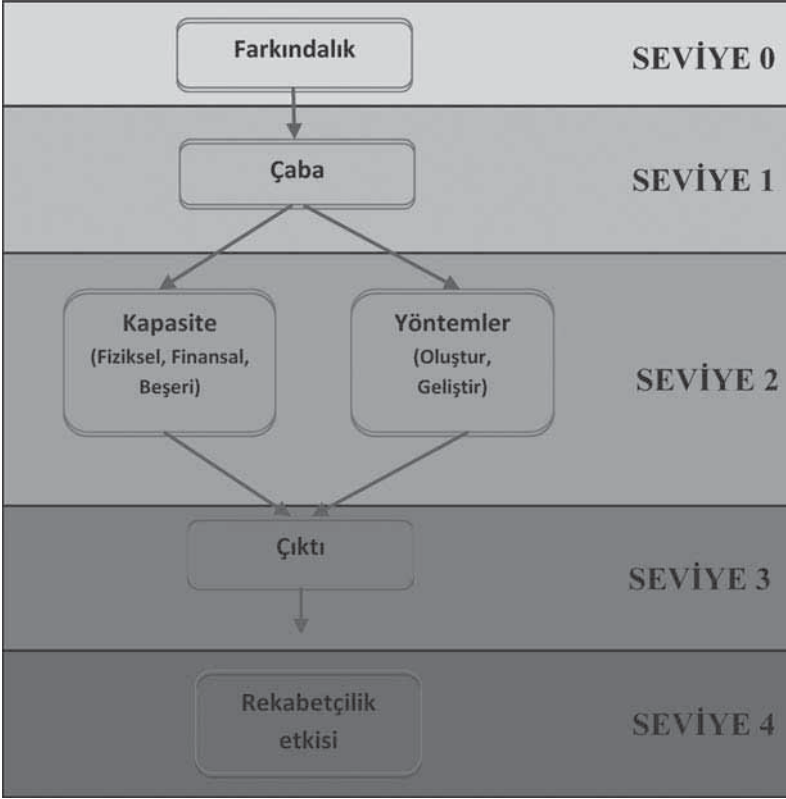 Farkındalık
SEVİYE 0
Çaba
SEVİYE 1
Kapasite
(Fiziksel, Finansal,
Beşeri)
Yöntemler
(Oluştur,
Geliştir)
SEVİYE 2
Çıktı
SEVİYE 3
Rekabetçilik
etkisi
SEVİYE 4